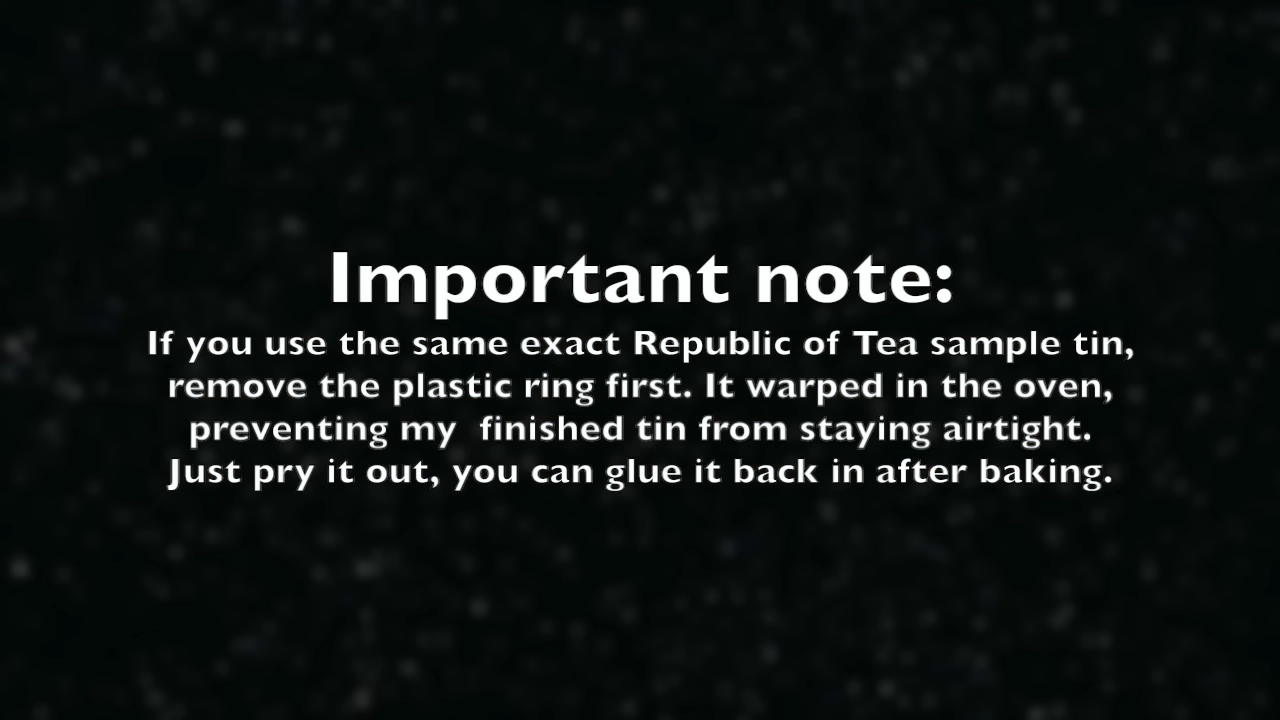 Important note:
If you use the same exact Republic of Tea sample tin,
remove the plastic ring first. It warped in the oven,
preventing my  finished tin from staying airtight.
Just pry it out, you can glue it back in after baking.